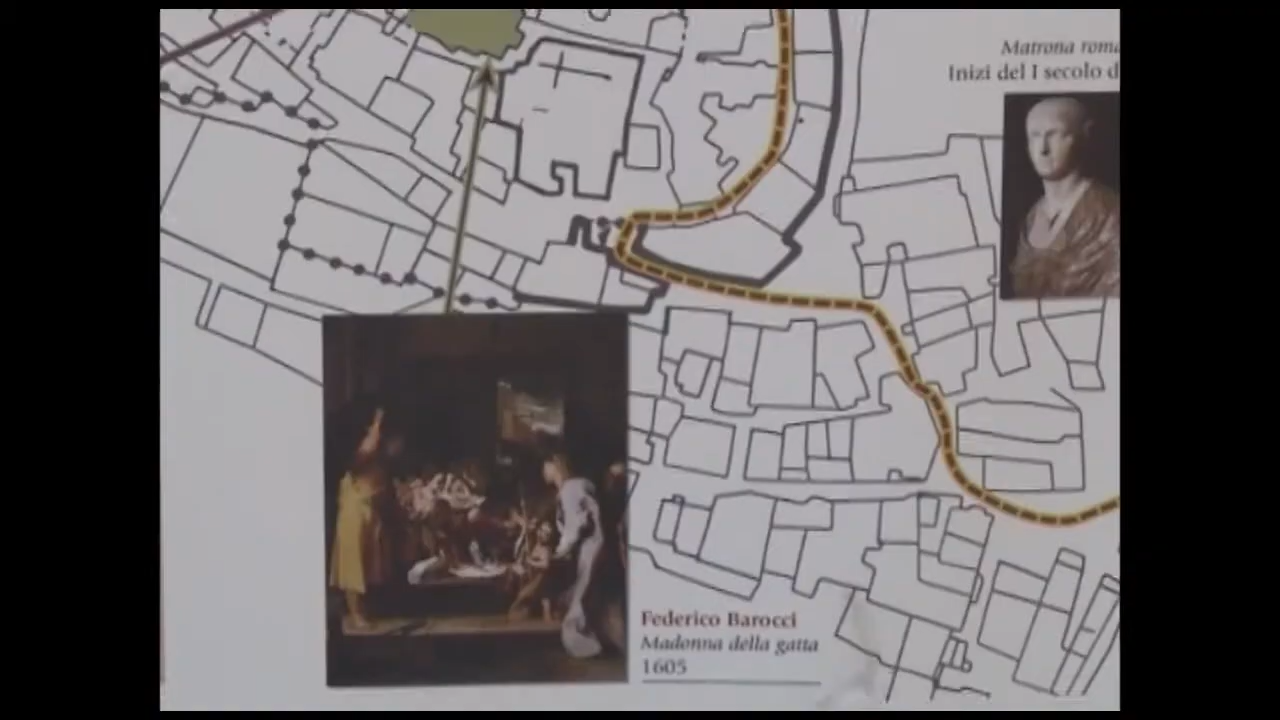 Matrona roma
Inizi del I secolo d
Federico Barocci
Madonna della gatta
1605